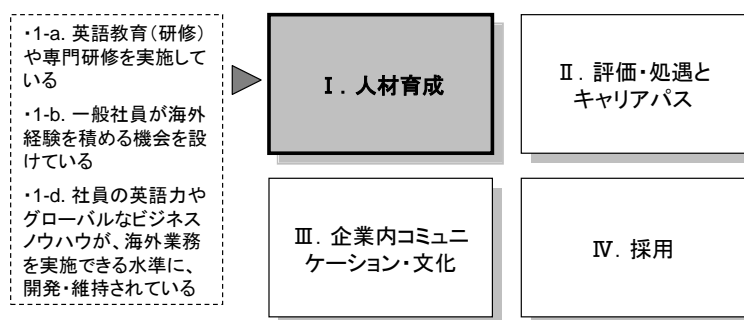 ・1-a. 英語教育(研修)
や専門研修を実施して
いる
・1-b. 一般社員が海外
経験を積める機会を設
けている
・1-d. 社員の英語力や
グローバルなビジネス
ノウハウが、海外業務
を実施できる水準に、
開発・維持されている
Ⅰ．人材育成
Ⅱ．評価・処遇と
キャリアパス
Ⅲ．企業内コミュニ
ケーション・文化
Ⅳ．採用